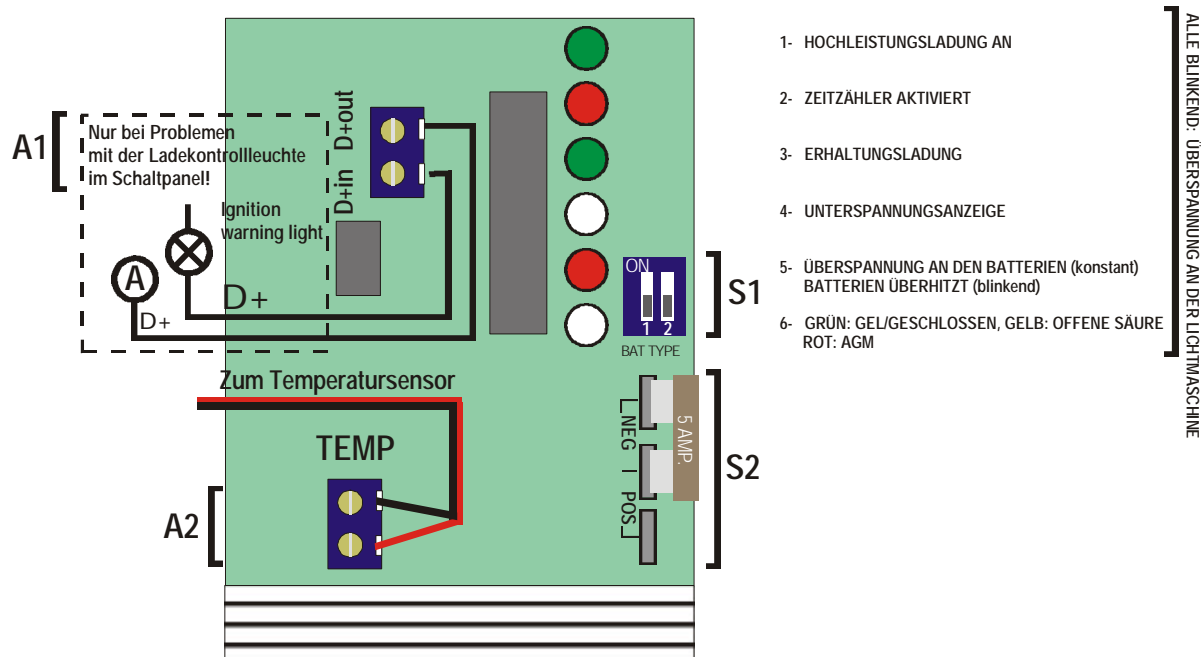 A1
Nur bei Problemen
mit der Ladekontrollleuchte
im Schaltpanel!
Ignition
warning light
A
D+
D+
D+out
D+in
1- HOCHLEISTUNGSLADUNG AN
2- ZEITZÄHLER AKTIVIERT
3- ERHALTUNGSLADUNG
4- UNTERSPANNUNGSANZEIGE
5- ÜBERSPANNUNG AN DEN BATTERIEN (konstant)
BATTERIEN ÜBERHITZT (blinkend)
6- GRÜN: GEL/GESCHLOSSEN, GELB: OFFENE SÄURE
ROT: AGM
ALLE BLINKEND: ÜBERSPANNUNG AN DER LICHTMASCHINE
ON
1 2
BAT TYPE
S1
Zum Temperatursensor
TEMP
A2
NEG
POS
5 AMP.
S2